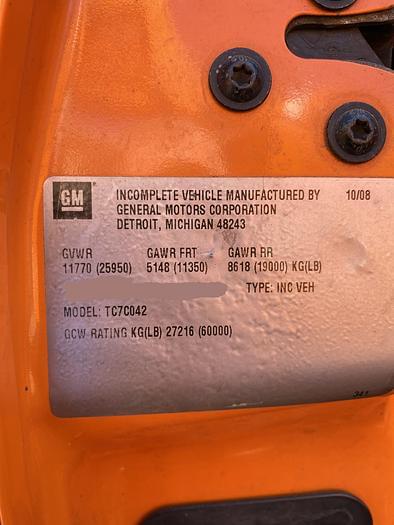 GM
INCOMPLETE VEHICLE MANUFACTURED BY 10/08
GENERAL MOTORS CORPORATION
DETROIT, MICHIGAN 48243
GVWR GAWR FRT GAWR RR
11770 (25950) 5148 (11350) 8618 (19000) KG(LB)
TYPE: INC VEH
MODEL: TC7C042
GCW RATING KG(LB) 27216 (60000)
341